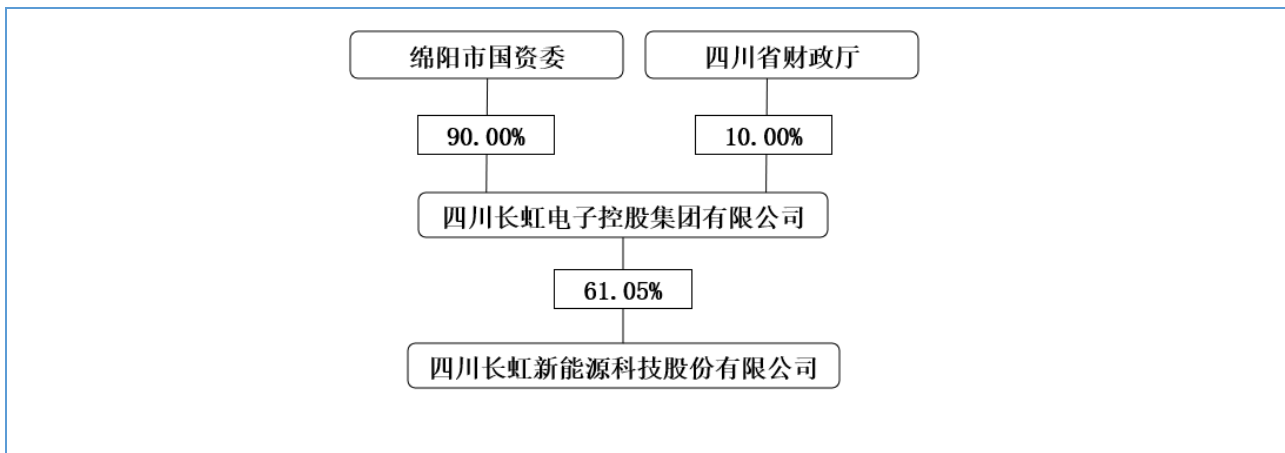 绵阳市国资委
四川省财政厅
90.00%
10.00%
四川长虹电子控股集团有限公司
61.05%
四川长虹新能源科技股份有限公司